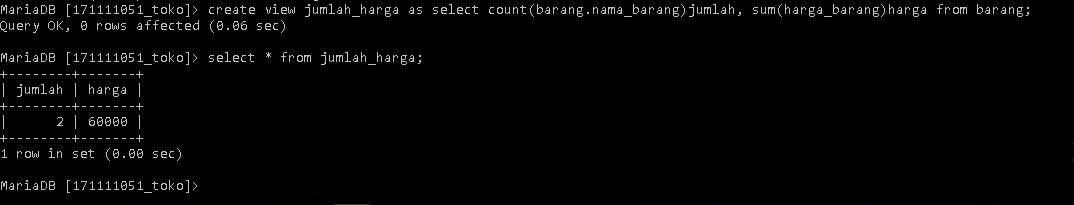 MariaDB [171111051_toko]> create view jumlah_harga as select count(barang.nama_barang)jumlah, sum(harga_barang)harga from barang;
Query OK, 0 rows affected (0.06 sec)
MariaDB [171111051_toko]> select * from jumlah_harga;
+--------+-------+
| jumlah | harga |
+--------+-------+
|      2 | 60000 |
+--------+-------+
1 row in set (0.00 sec)
MariaDB [171111051_toko]>